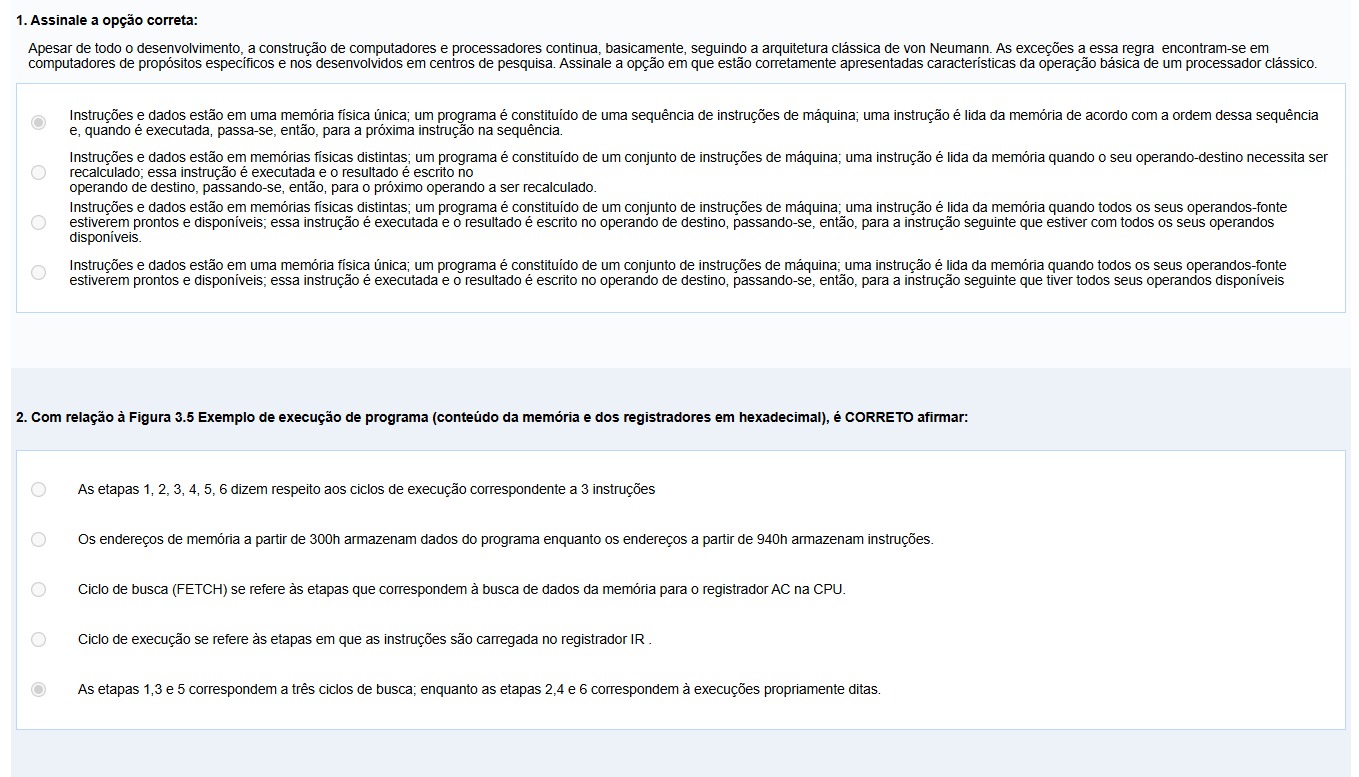 1. Assinale a opção correta:
Apesar de todo o desenvolvimento, a construção de computadores e processadores continua, basicamente, seguindo a arquitetura clássica de von Neumann. As exceções a essa regra encontram-se em
computadores de propósitos específicos e nos desenvolvidos em centros de pesquisa. Assinale a opção em que estão corretamente apresentadas características da operação básica de um processador clássico.
Instruções e dados estão em uma memória física única; um programa é constituído de uma sequência de instruções de máquina; uma instrução é lida da memória de acordo com a ordem dessa sequência
e, quando é executada, passa-se, então, para a próxima instrução na sequência.
Instruções e dados estão em memórias físicas distintas; um programa é constituído de um conjunto de instruções de máquina; uma instrução é lida da memória quando o seu operando-destino necessita ser
recalculado; essa instrução é executada e o resultado é escrito no
operando de destino, passando-se, então, para o próximo operando a ser recalculado.
Instruções e dados estão em memórias físicas distintas; um programa é constituído de um conjunto de instruções de máquina; uma instrução é lida da memória quando todos os seus operandos-fonte
estiverem prontos e disponíveis; essa instrução é executada e o resultado é escrito no operando de destino, passando-se, então, para a instrução seguinte que estiver com todos os seus operandos
disponíveis.
Instruções e dados estão em uma memória física única; um programa é constituído de um conjunto de instruções de máquina; uma instrução é lida da memória quando todos os seus operandos-fonte
estiverem prontos e disponíveis; essa instrução é executada e o resultado é escrito no operando de destino, passando-se, então, para a instrução seguinte que tiver todos seus operandos disponíveis
2. Com relação à Figura 3.5 Exemplo de execução de programa (conteúdo da memória e dos registradores em hexadecimal), é CORRETO afirmar:
As etapas 1, 2, 3, 4, 5, 6 dizem respeito aos ciclos de execução correspondente a 3 instruções
Os endereços de memória a partir de 300h armazenam dados do programa enquanto os endereços a partir de 940h armazenam instruções.
Ciclo de busca (FETCH) se refere às etapas que correspondem à busca de dados da memória para o registrador AC na CPU.
Ciclo de execução se refere às etapas em que as instruções são carregada no registrador IR .
As etapas 1,3 e 5 correspondem a três ciclos de busca; enquanto as etapas 2,4 e 6 correspondem à execuções propriamente ditas.